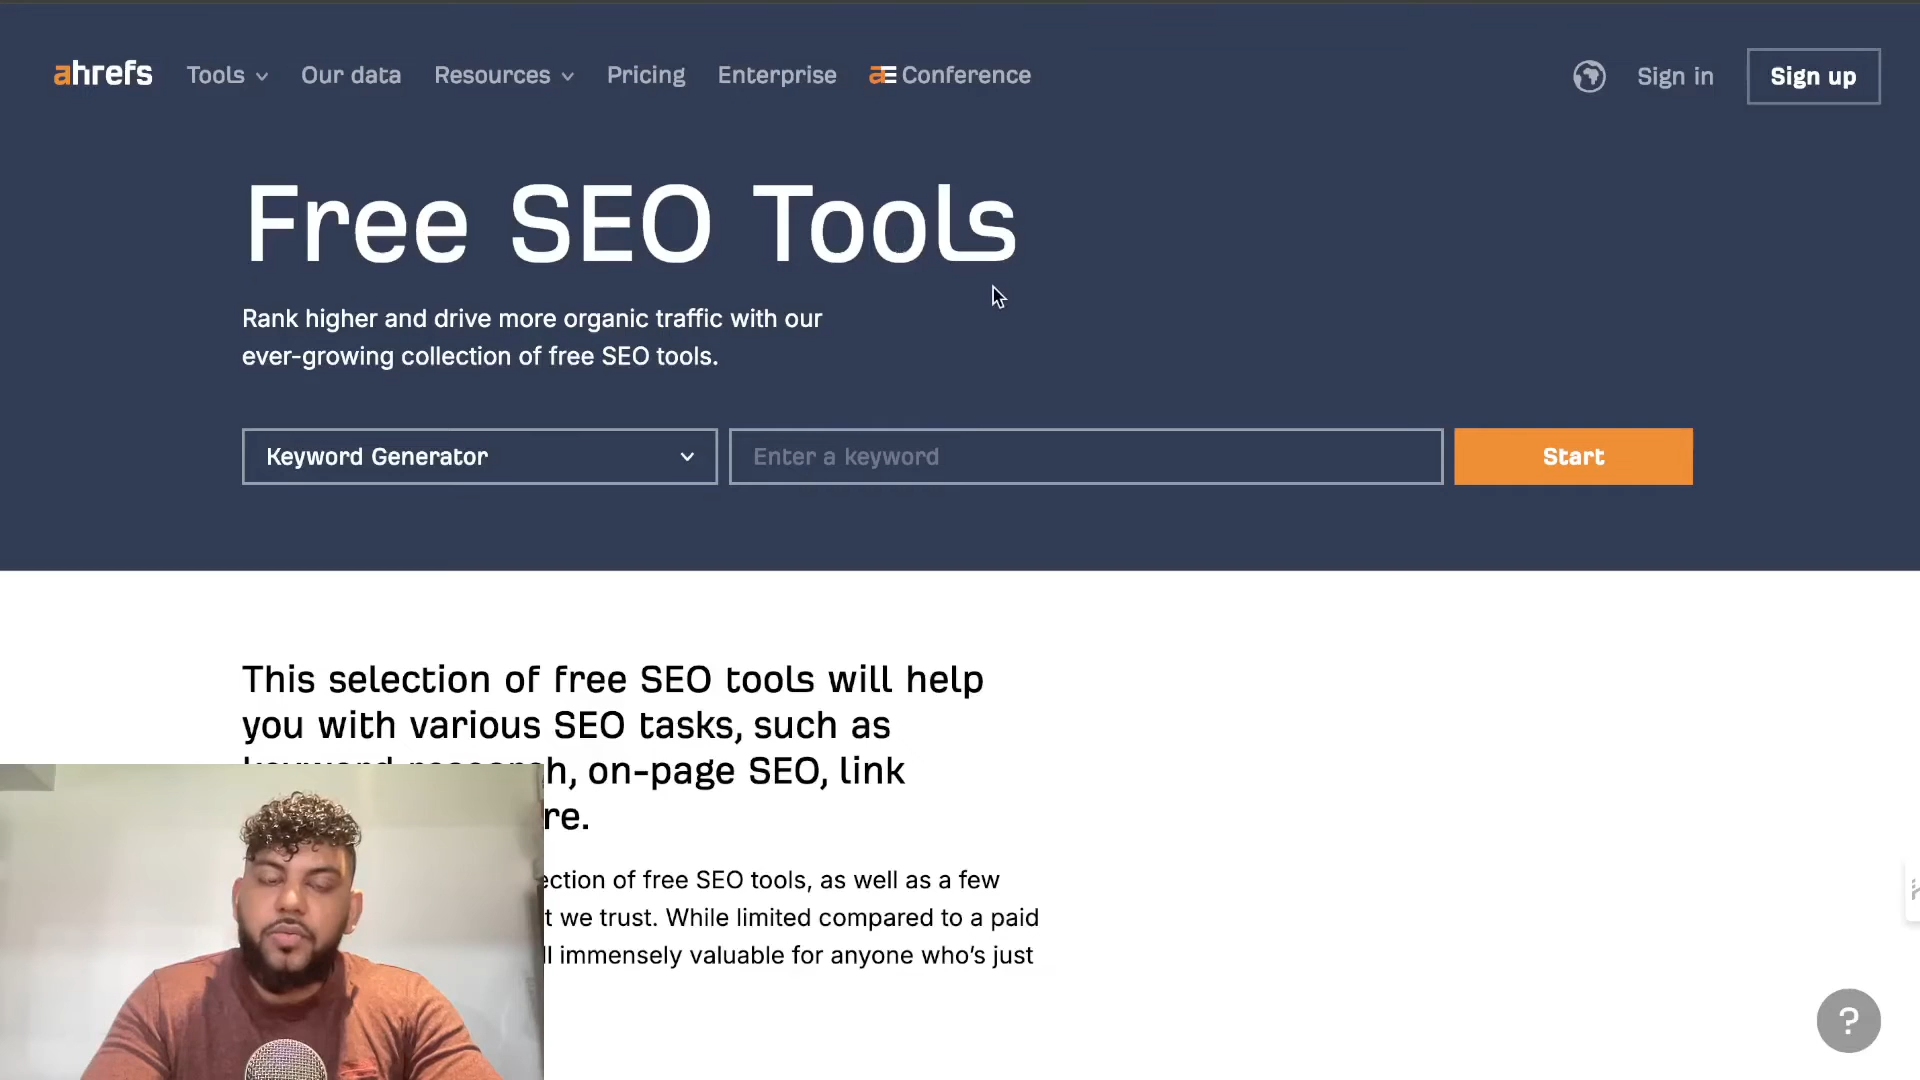 ahrefs Tools Our data Resources Pricing Enterprise Conference Sign in Sign up
Free SEO Tools
Rank higher and drive more organic traffic with our
ever-growing collection of free SEO tools.
Keyword Generator Enter a keyword Start
This selection of free SEO tools will help
you with various SEO tasks, such as
h, on-page SEO, link
re.
ection of free SEO tools, as well as a few
t we trust. While limited compared to a paid
ll immensely valuable for anyone who's just
?